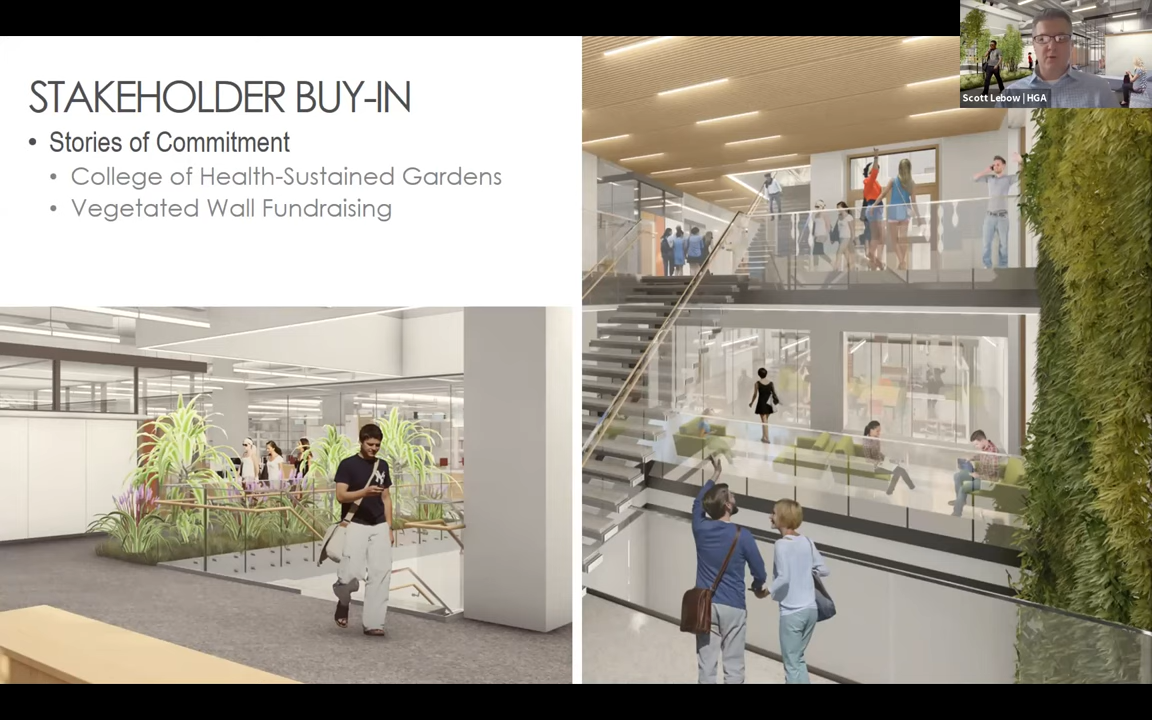 STAKEHOLDER BUY-IN
• Stories of Commitment
• College of Health-Sustained Gardens
• Vegetated Wall Fundraising
Scott Lebow | HGA